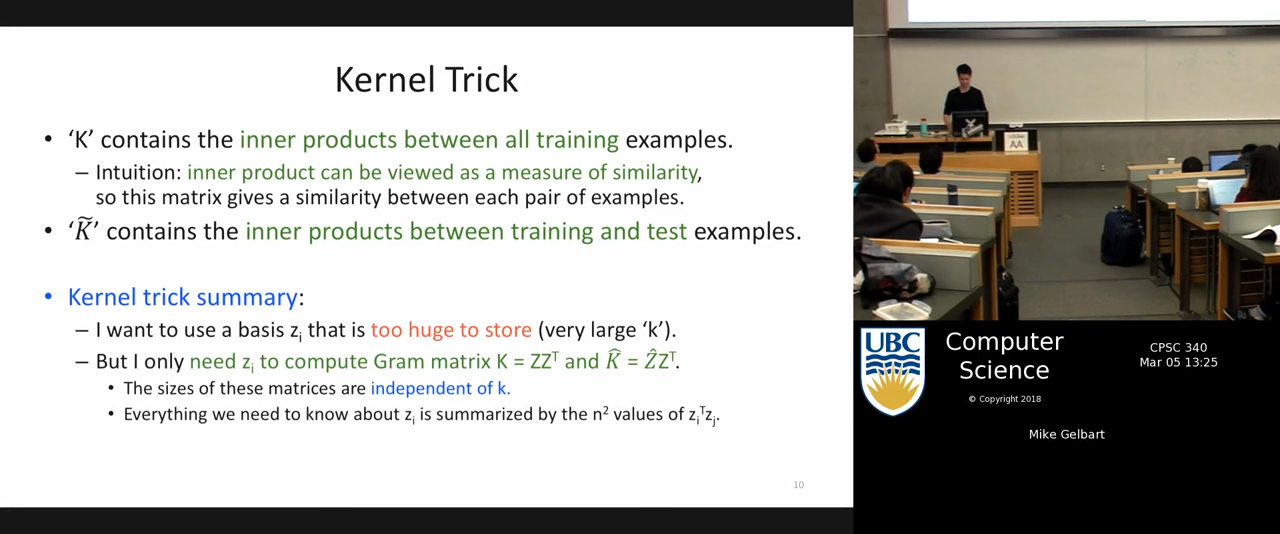 Kernel Trick
• ‘K’ contains the inner products between all training examples.
– Intuition: inner product can be viewed as a measure of similarity,
so this matrix gives a similarity between each pair of examples.
• ‘K̃’ contains the inner products between training and test examples.
• Kernel trick summary:
– I want to use a basis zᵢ that is too huge to store (very large ‘k’).
– But I only need zᵢ to compute Gram matrix K = ZZᵀ and K̃ = ẐZᵀ.
• The sizes of these matrices are independent of k.
• Everything we need to know about zᵢ is summarized by the n² values of zᵢᵀzⱼ.
10
AA
UBC
Computer
Science
© Copyright 2018
CPSC 340
Mar 05 13:25
Mike Gelbart